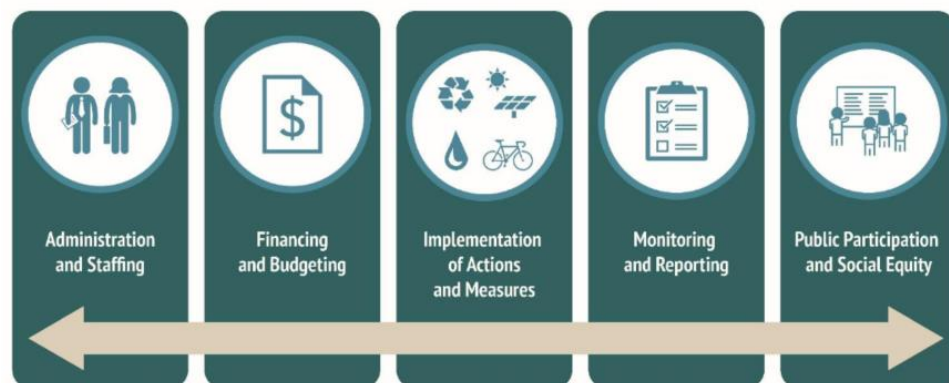 $
Administration
and Staffing
Financing
and Budgeting
Implementation
of Actions
and Measures
Monitoring
and Reporting
Public Participation
and Social Equity